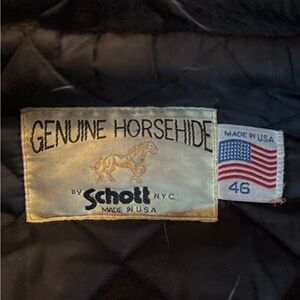 GENUINE HORSEHIDE
by Schott N.Y.C.
MADE IN U.S.A.
MADE IN USA
46